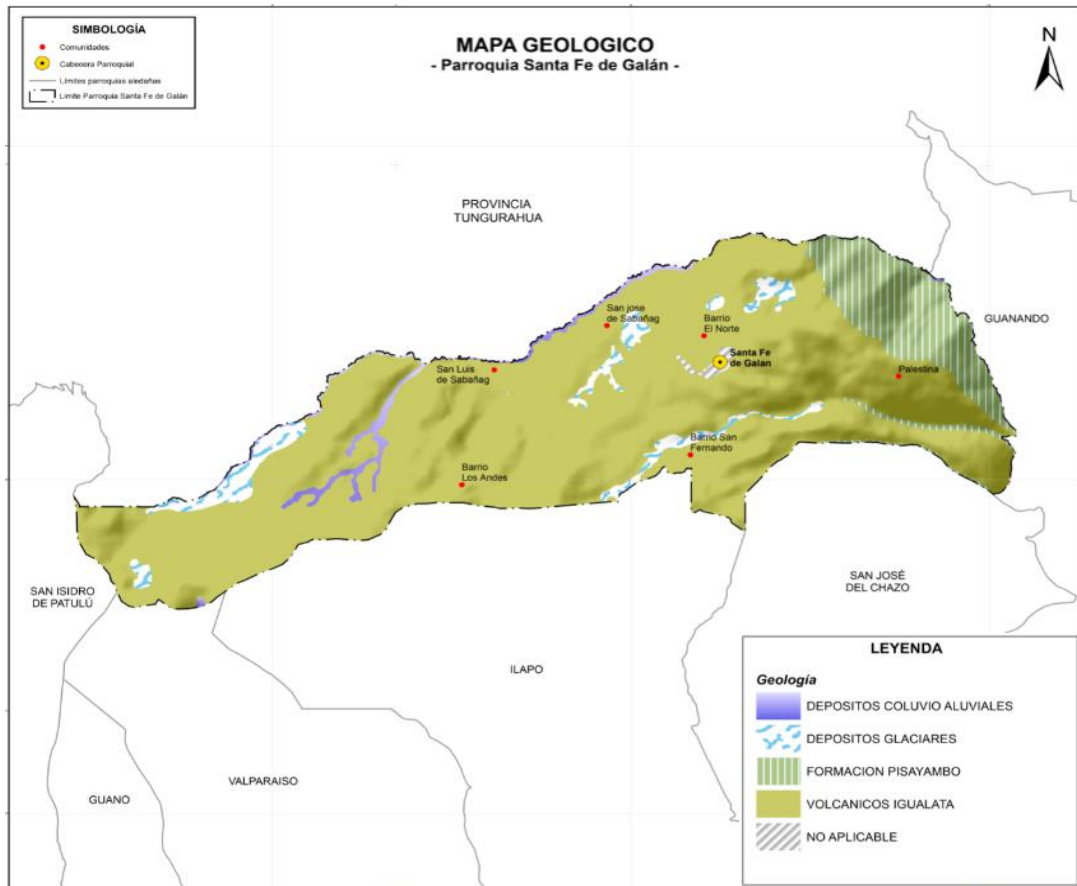 SIMBOLOGÍA
Comunidades
Cabecera Parroquial
Límites parroquias aledañas
Límite Parroquia Santa Fe de Galán
MAPA GEOLÓGICO
- Parroquia Santa Fe de Galán -
N
PROVINCIA
TUNGURAHUA
San jose
de Sabañag
Barrio
El Norte
GUANANDO
Santa Fe
de Galan
San Luis
de Sabañag
Palestina
Barrio San
Fernando
Barrio
Los Andes
SAN ISIDRO
DE PATULÚ
SAN JOSÉ
DEL CHAZO
ILAPO
VALPARAISO
GUANO
LEYENDA
Geología
DEPOSITOS COLUVIO ALUVIALES
DEPOSITOS GLACIARES
FORMACION PISAYAMBO
VOLCANICOS IGUALATA
NO APLICABLE